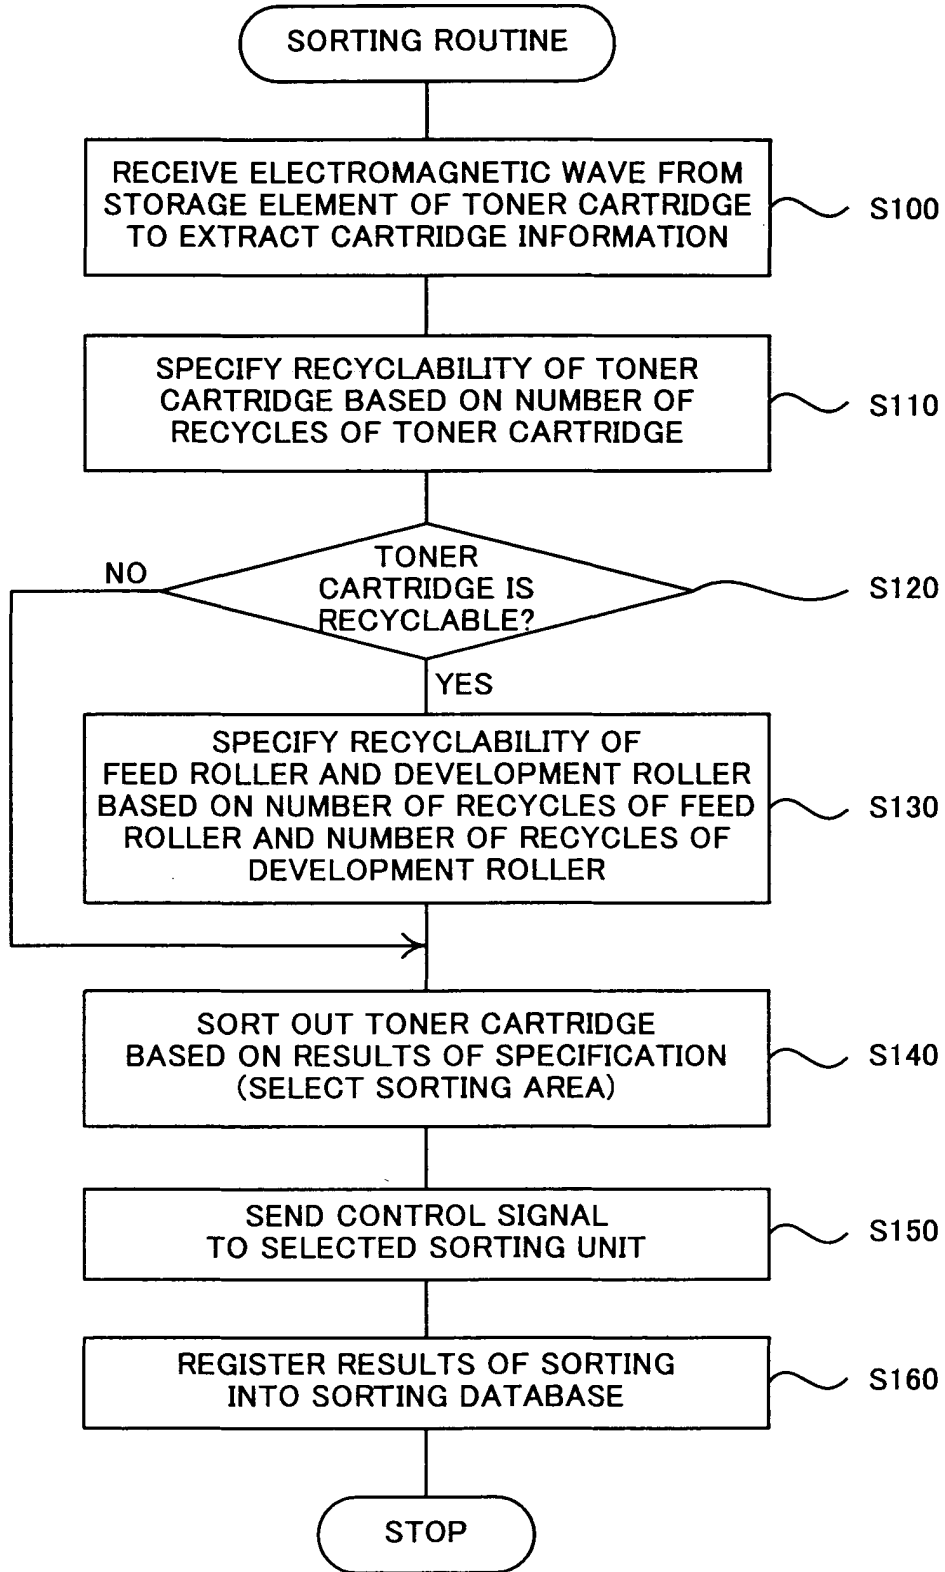 SORTING ROUTINE
RECEIVE ELECTROMAGNETIC WAVE FROM
STORAGE ELEMENT OF TONER CARTRIDGE
TO EXTRACT CARTRIDGE INFORMATION
S100
SPECIFY RECYCLABILITY OF TONER
CARTRIDGE BASED ON NUMBER OF
RECYCLES OF TONER CARTRIDGE
S110
TONER
CARTRIDGE IS
RECYCLABLE?
NO
S120
YES
SPECIFY RECYCLABILITY OF
FEED ROLLER AND DEVELOPMENT ROLLER
BASED ON NUMBER OF RECYCLES OF FEED
ROLLER AND NUMBER OF RECYCLES OF
DEVELOPMENT ROLLER
S130
SORT OUT TONER CARTRIDGE
BASED ON RESULTS OF SPECIFICATION
(SELECT SORTING AREA)
S140
SEND CONTROL SIGNAL
TO SELECTED SORTING UNIT
S150
REGISTER RESULTS OF SORTING
INTO SORTING DATABASE
S160
STOP